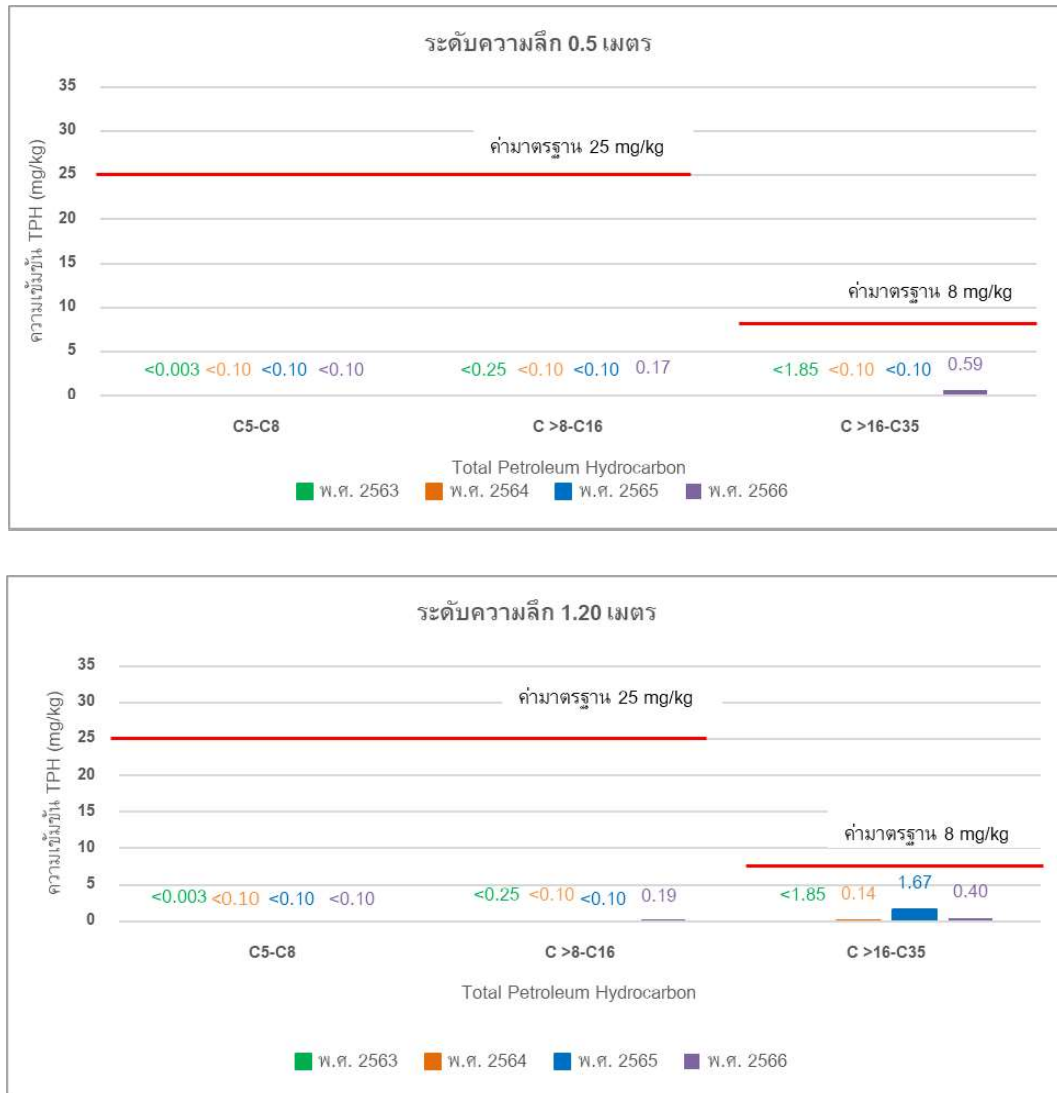 ระดับความลึก 0.5 เมตร
ความเข้มข้น TPH (mg/kg)
35
30
ค่ามาตรฐาน 25 mg/kg
25
20
15
ค่ามาตรฐาน 8 mg/kg
10
5
<0.003 <0.10 <0.10 <0.10 <0.25 <0.10 <0.10 0.17 <1.85 <0.10 <0.10 0.59
0
C5-C8 C >8-C16 C >16-C35
Total Petroleum Hydrocarbon
พ.ศ. 2563 พ.ศ. 2564 พ.ศ. 2565 พ.ศ. 2566
ระดับความลึก 1.20 เมตร
ความเข้มข้น TPH (mg/kg)
35
30
ค่ามาตรฐาน 25 mg/kg
25
20
15
ค่ามาตรฐาน 8 mg/kg
10
5
<0.003 <0.10 <0.10 <0.10 <0.25 <0.10 <0.10 0.19 <1.85 0.14 1.67 0.40
0
C5-C8 C >8-C16 C >16-C35
Total Petroleum Hydrocarbon
พ.ศ. 2563 พ.ศ. 2564 พ.ศ. 2565 พ.ศ. 2566